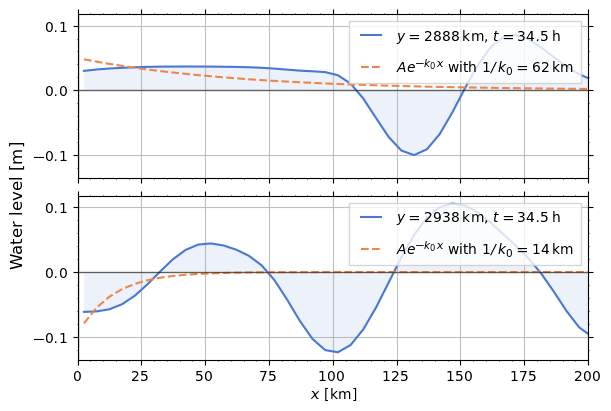 0.1
0.0
−0.1
y = 2888 km, t = 34.5 h
Ae^{−k₀x} with 1/k₀ = 62 km
Water level [m]
0.1
0.0
−0.1
y = 2938 km, t = 34.5 h
Ae^{−k₀x} with 1/k₀ = 14 km
0 25 50 75 100 125 150 175 200
x [km]